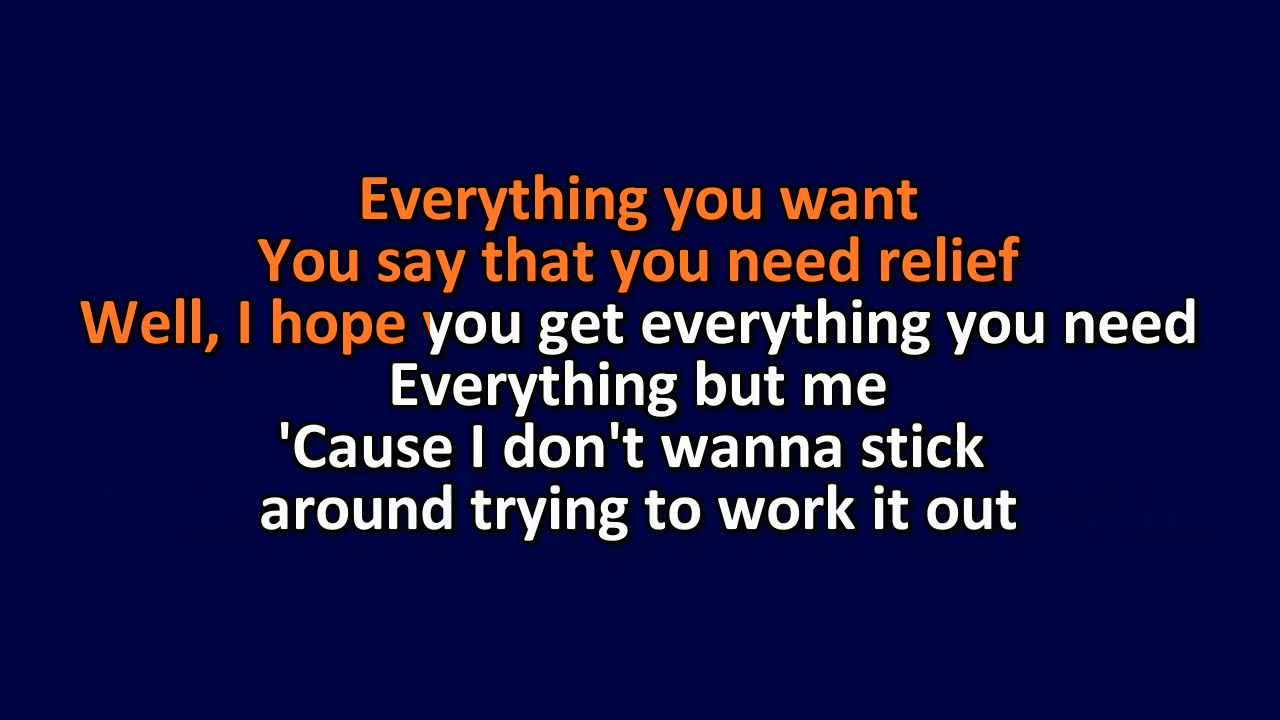 Everything you want
You say that you need relief
Well, I hope you get everything you need
Everything but me
'Cause I don't wanna stick
around trying to work it out